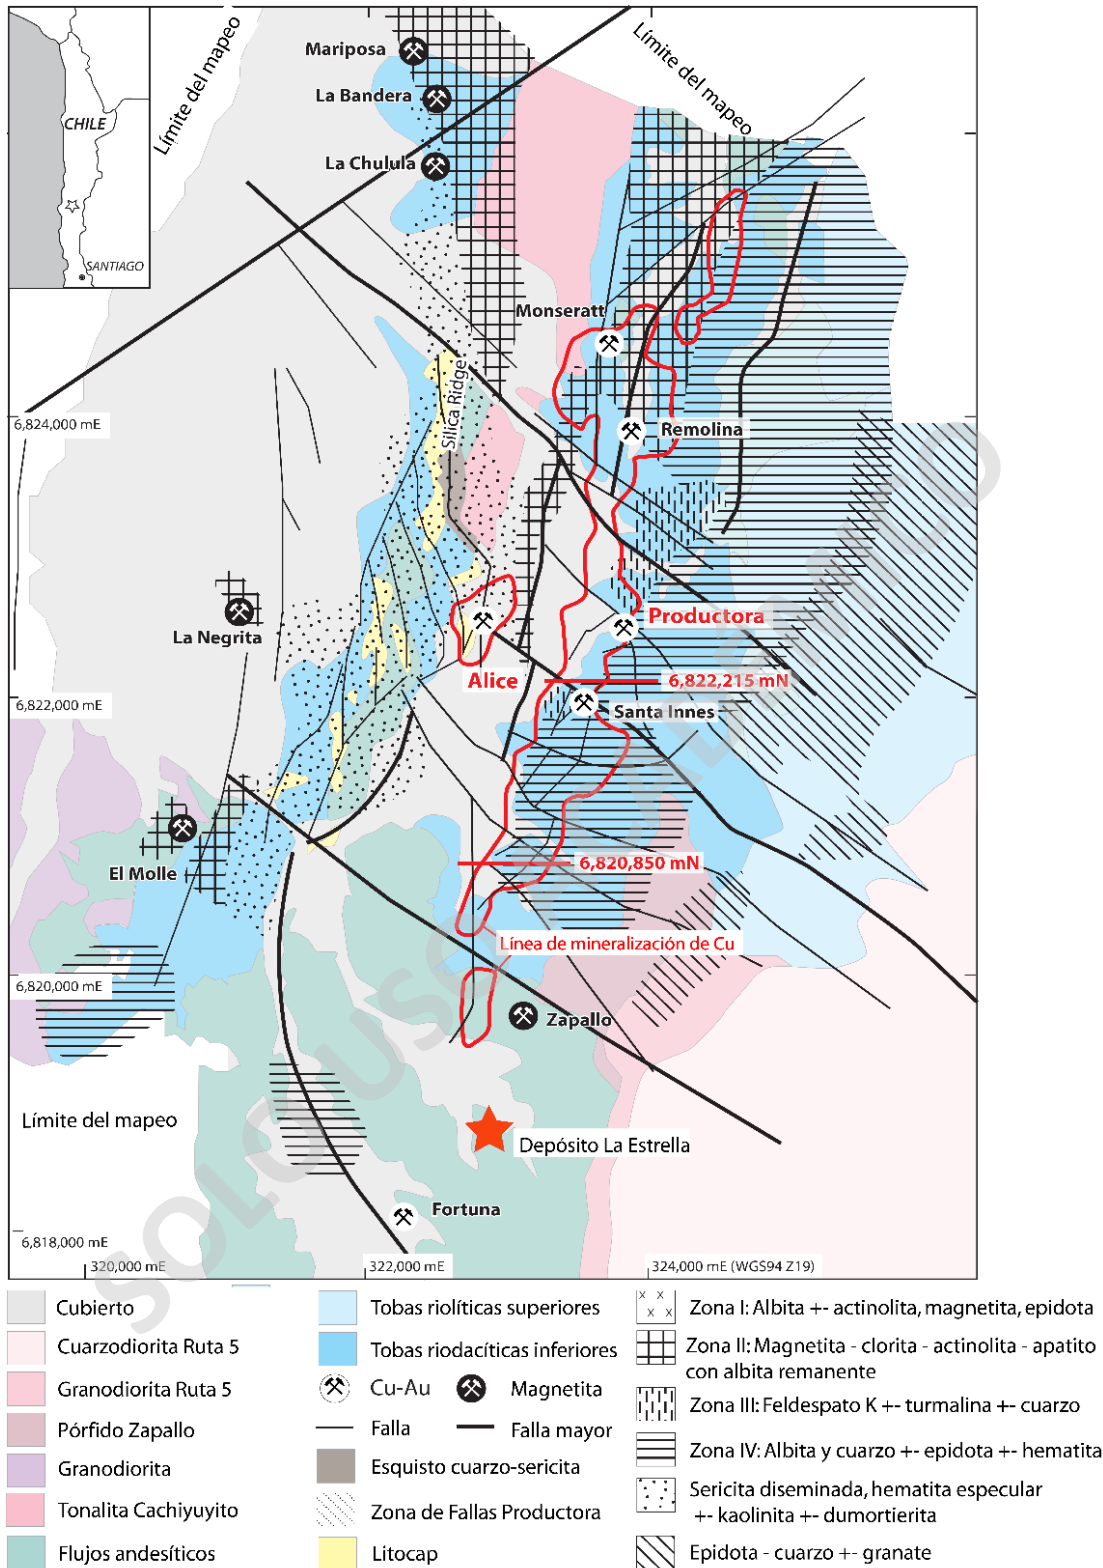 Límite del mapeo
Límite del mapeo
CHILE
SANTIAGO
Mariposa
La Bandera
La Chulula
Monseratt
Silica Ridge
Remolina
6,824,000 mE
La Negrita
Productora
Alice
6,822,215 mN
Santa Innes
6,822,000 mE
El Molle
6,820,850 mN
Línea de mineralización de Cu
6,820,000 mE
Zapallo
Límite del mapeo
Depósito La Estrella
Fortuna
6,818,000 mE
320,000 mE
322,000 mE
324,000 mE (WGS94 Z19)
SOLO USO ACADÉMICO
Cubierto
Cuarzodiorita Ruta 5
Granodiorita Ruta 5
Pórfido Zapallo
Granodiorita
Tonalita Cachiyuyito
Flujos andesíticos
Tobas riolíticas superiores
Tobas riodacíticas inferiores
Cu-Au
Magnetita
Falla
Falla mayor
Esquisto cuarzo-sericita
Zona de Fallas Productora
Litocap
Zona I: Albita +- actinolita, magnetita, epidota
Zona II: Magnetita - clorita - actinolita - apatito
con albita remanente
Zona III: Feldespato K +- turmalina +- cuarzo
Zona IV: Albita y cuarzo +- epidota +- hematita
Sericita diseminada, hematita especular
+- kaolinita +- dumortierita
Epidota - cuarzo +- granate